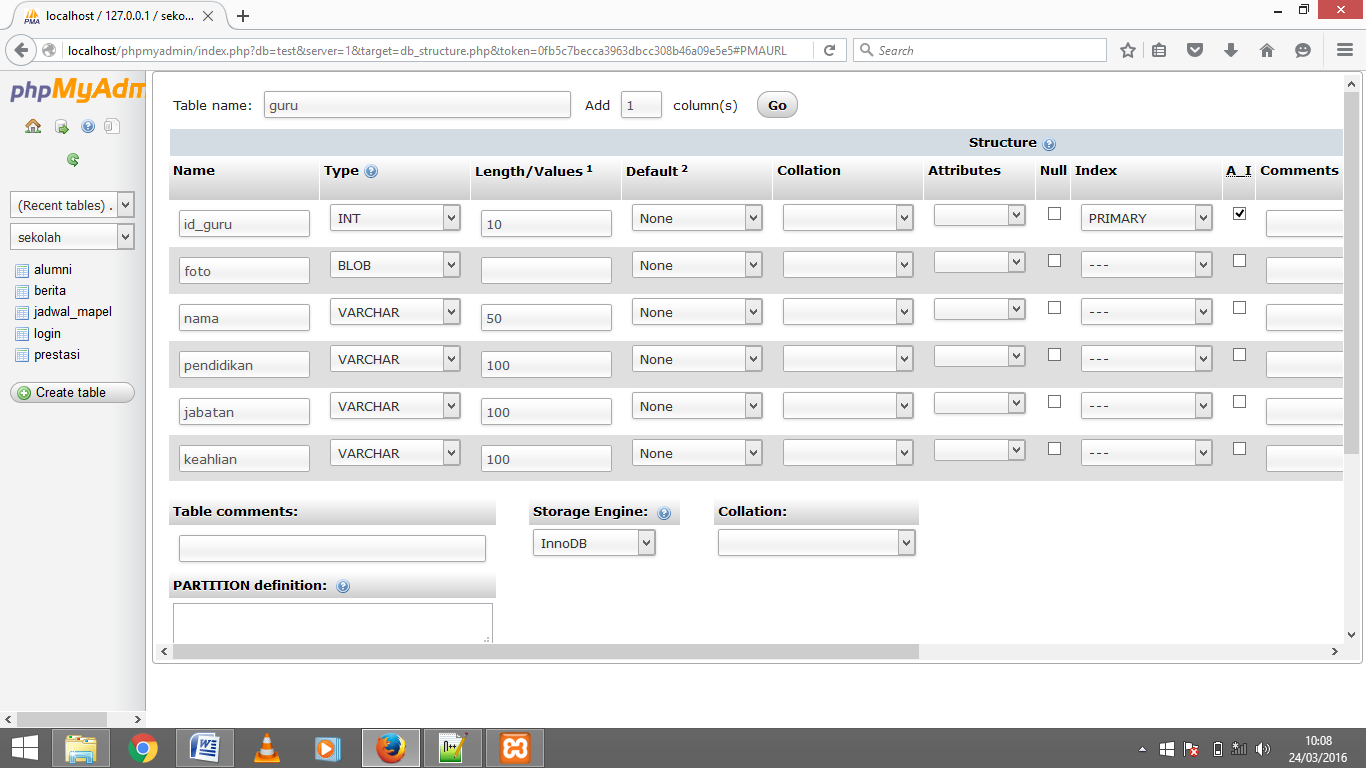 localhost / 127.0.0.1 / seko...
localhost/phpmyadmin/index.php?db=test&server=1&target=db_structure.php&token=0fb5c7becca3963dbcc308b46a09e5e5#PMAURL
Search
phpMyAdm
(Recent tables) .
sekolah
alumni
berita
jadwal_mapel
login
prestasi
Create table
Table name: guru Add 1 column(s) Go
Structure
Name Type Length/Values 1 Default 2 Collation Attributes Null Index A_I Comments
id_guru INT 10 None PRIMARY
foto BLOB None ---
nama VARCHAR 50 None ---
pendidikan VARCHAR 100 None ---
jabatan VARCHAR 100 None ---
keahlian VARCHAR 100 None ---
Table comments: Storage Engine: Collation:
InnoDB
PARTITION definition:
10:08
24/03/2016